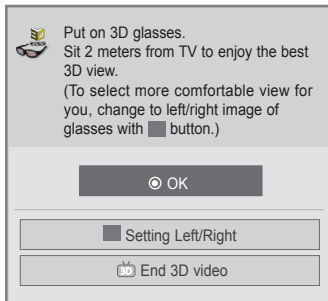 Put on 3D glasses.
Sit 2 meters from TV to enjoy the best
3D view.
(To select more comfortable view for
you, change to left/right image of
glasses with button.)
OK
Setting Left/Right
3D End 3D video